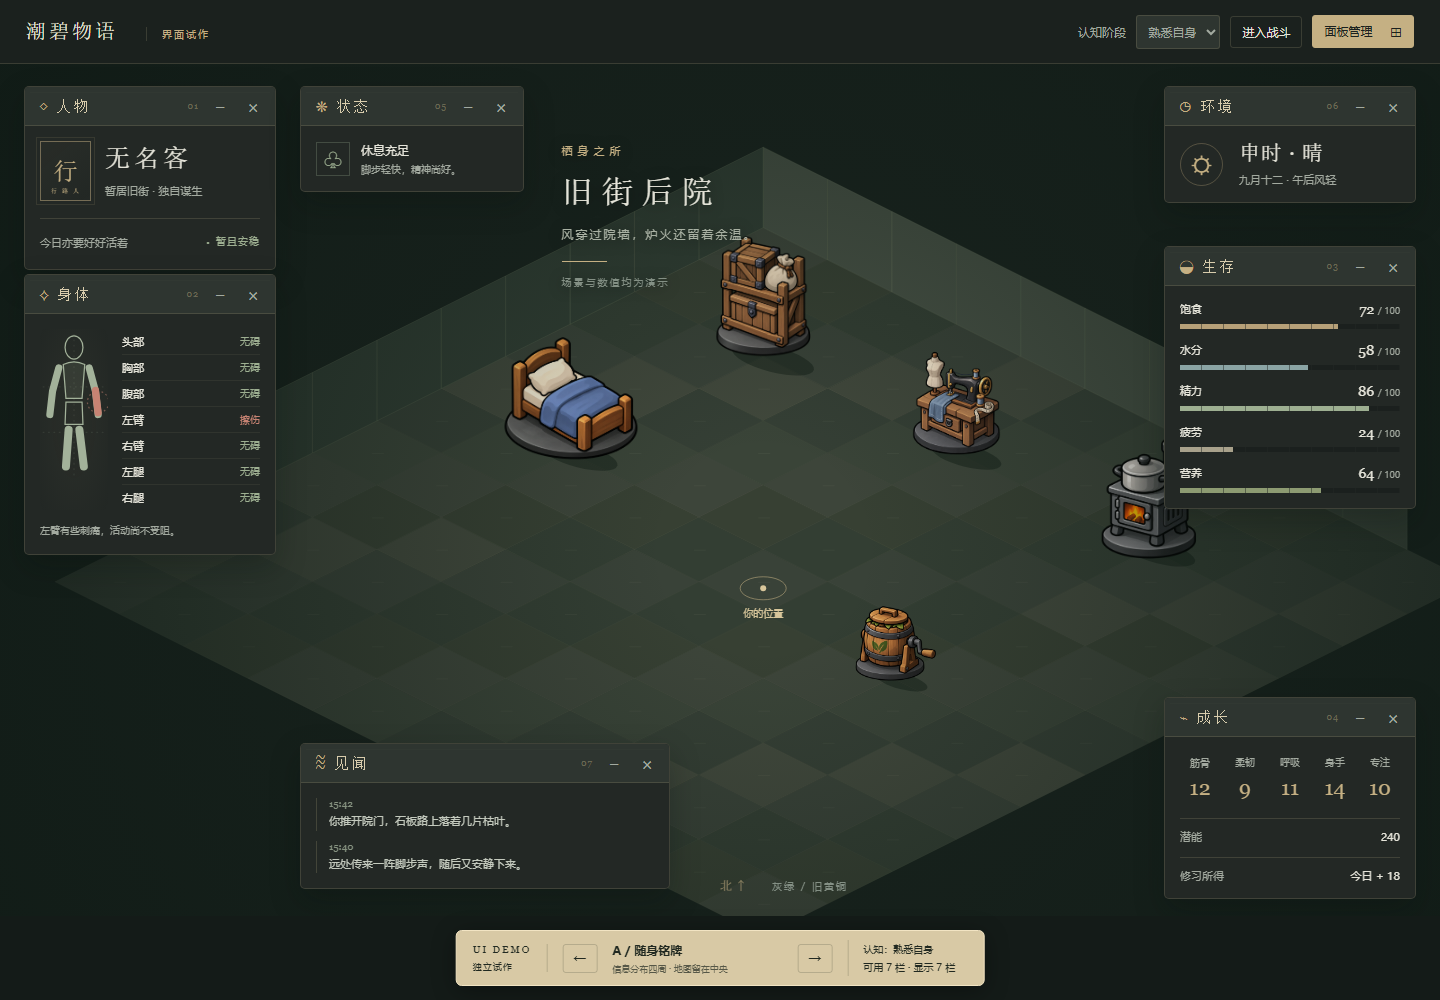 潮碧物语
界面试作
认知阶段
熟悉自身
进入战斗
面板管理
人物
01
行
行路人
无名客
暂居旧街 · 独自谋生
今日亦要好好活着
· 暂且安稳
身体
02
头部 无碍
胸部 无碍
腹部 无碍
左臂 擦伤
右臂 无碍
左腿 无碍
右腿 无碍
左臂有些刺痛，活动尚不受阻。
状态
05
休息充足
脚步轻快，精神尚好。
栖身之所
旧街后院
风穿过院墙，炉火还留着余温
场景与数值均为演示
你的位置
环境
06
申时 · 晴
九月十二 · 午后风轻
生存
03
饱食 72 / 100
水分 58 / 100
精力 86 / 100
疲劳 24 / 100
营养 64 / 100
成长
04
筋骨 柔韧 呼吸 身手 专注
12 9 11 14 10
潜能 240
修习所得 今日 + 18
见闻
07
15:42
你推开院门，石板路上落着几片枯叶。
15:40
远处传来一阵脚步声，随后又安静下来。
北 ↑
灰绿 / 旧黄铜
UI DEMO
独立试作
←
A / 随身铭牌
信息分布四周 · 地图留在中央
→
认知：熟悉自身
可用 7 栏 · 显示 7 栏